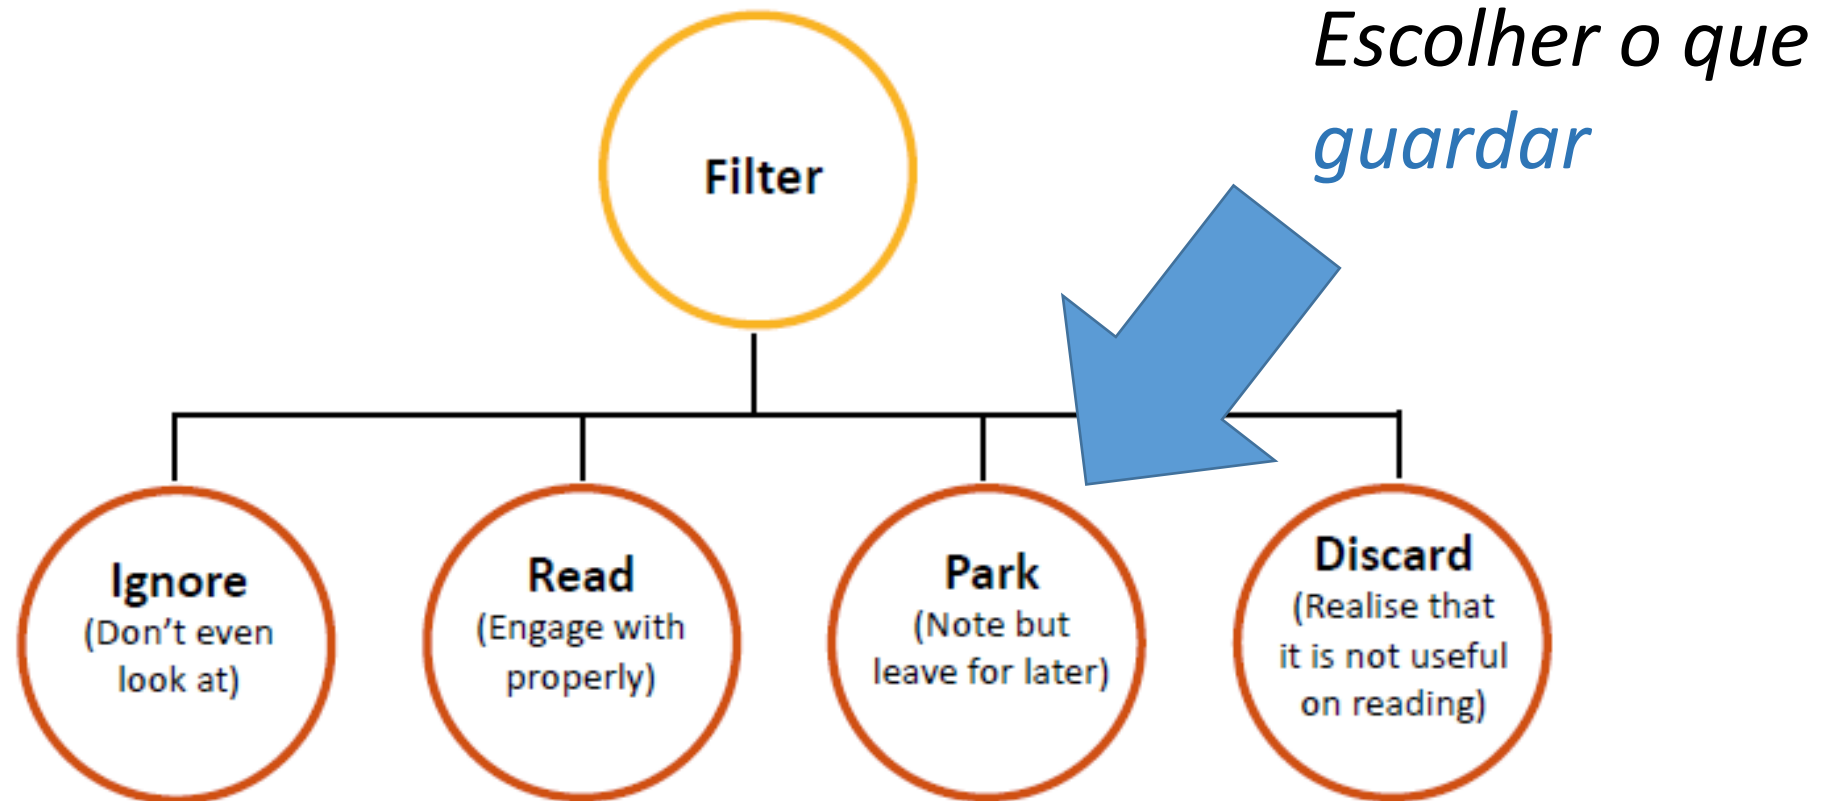 Escolher o que
guardar
Filter
Ignore
(Don't even
look at)
Read
(Engage with
properly)
Park
(Note but
leave for later)
Discard
(Realise that
it is not useful
on reading)